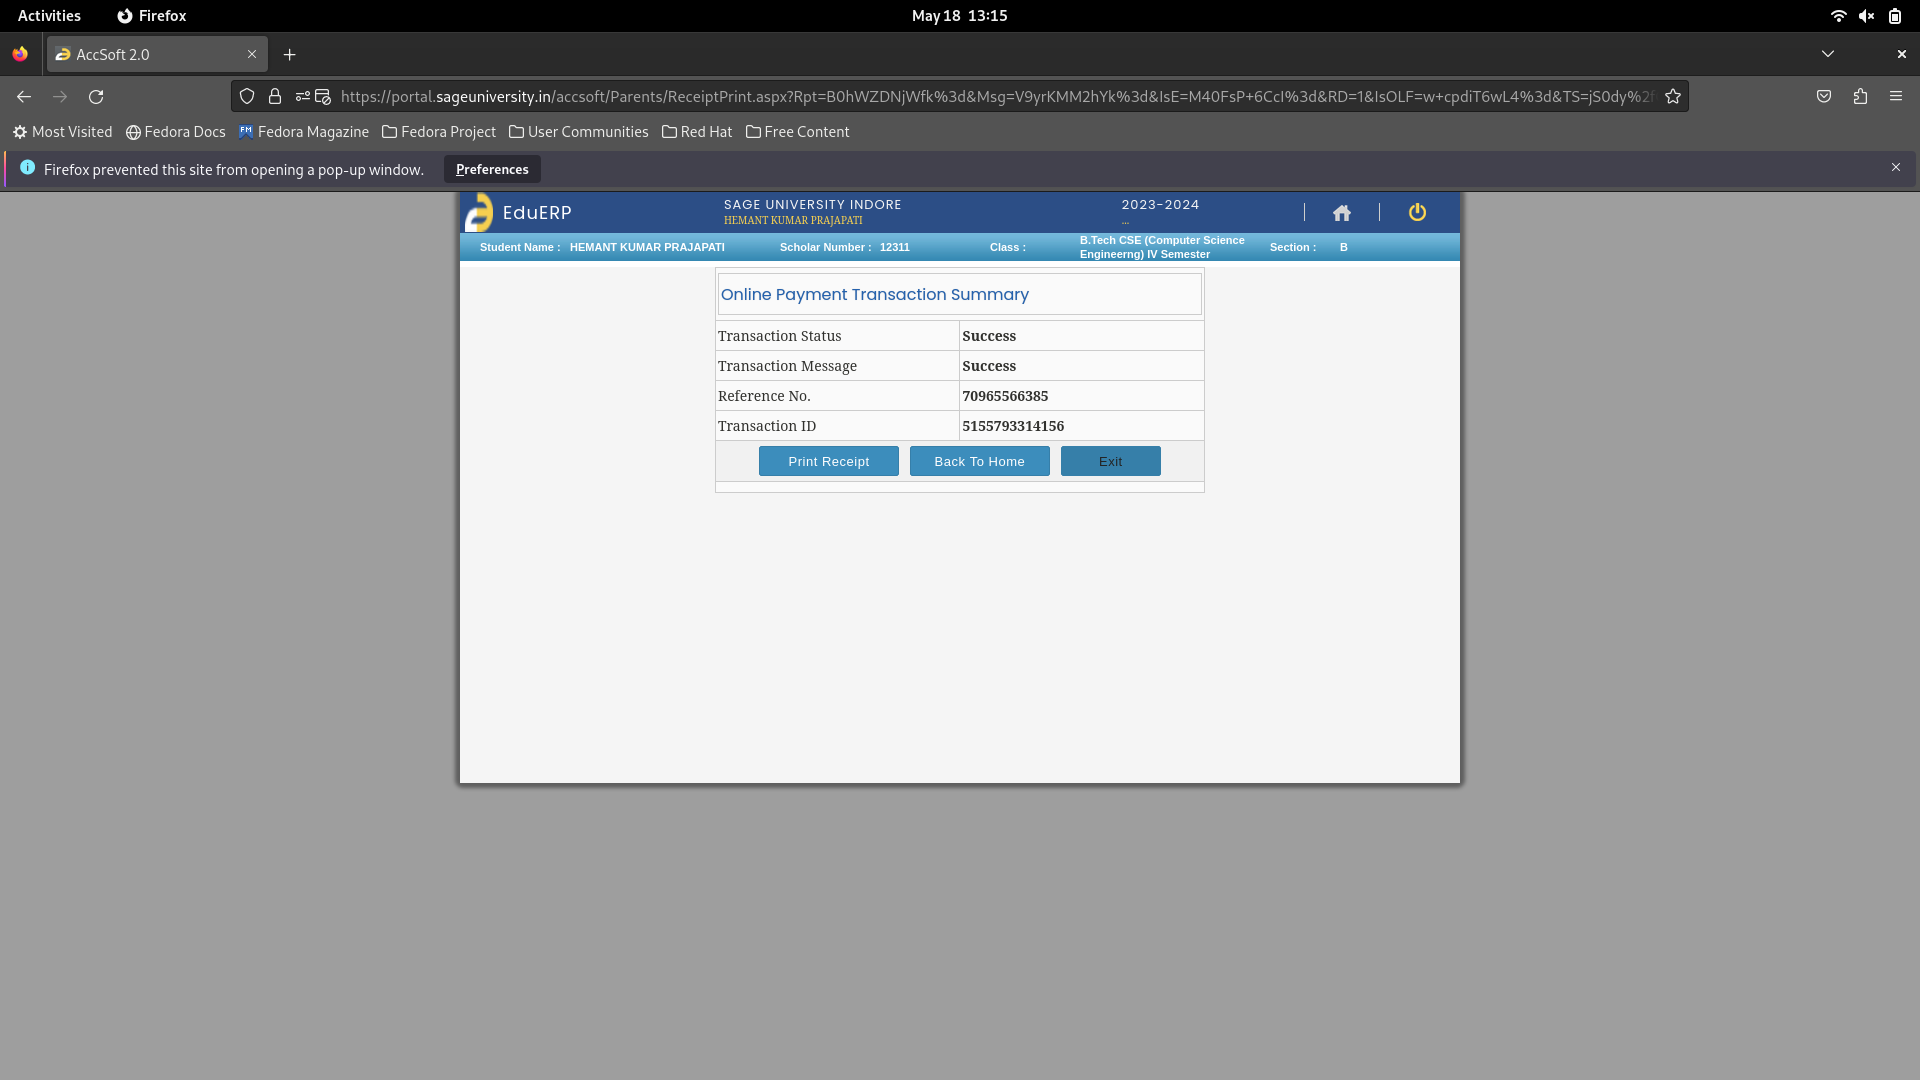 Activities Firefox May 18 13:15
AccSoft 2.0
https://portal.sageuniversity.in/accsoft/Parents/ReceiptPrint.aspx?Rpt=B0hWZDNjWfk%3d&Msg=V9yrKMM2hYk%3d&IsE=M40FsP+6CcI%3d&RD=1&IsOLF=w+cpdiT6wL4%3d&TS=jS0dy%2f
Most Visited Fedora Docs Fedora Magazine Fedora Project User Communities Red Hat Free Content
Firefox prevented this site from opening a pop-up window. Preferences
EduERP SAGE UNIVERSITY INDORE 2023-2024
HEMANT KUMAR PRAJAPATI ...
Student Name : HEMANT KUMAR PRAJAPATI Scholar Number : 12311 Class : B.Tech CSE (Computer Science Section : B
Engineerng) IV Semester
Online Payment Transaction Summary
Transaction Status Success
Transaction Message Success
Reference No. 70965566385
Transaction ID 5155793314156
Print Receipt Back To Home Exit